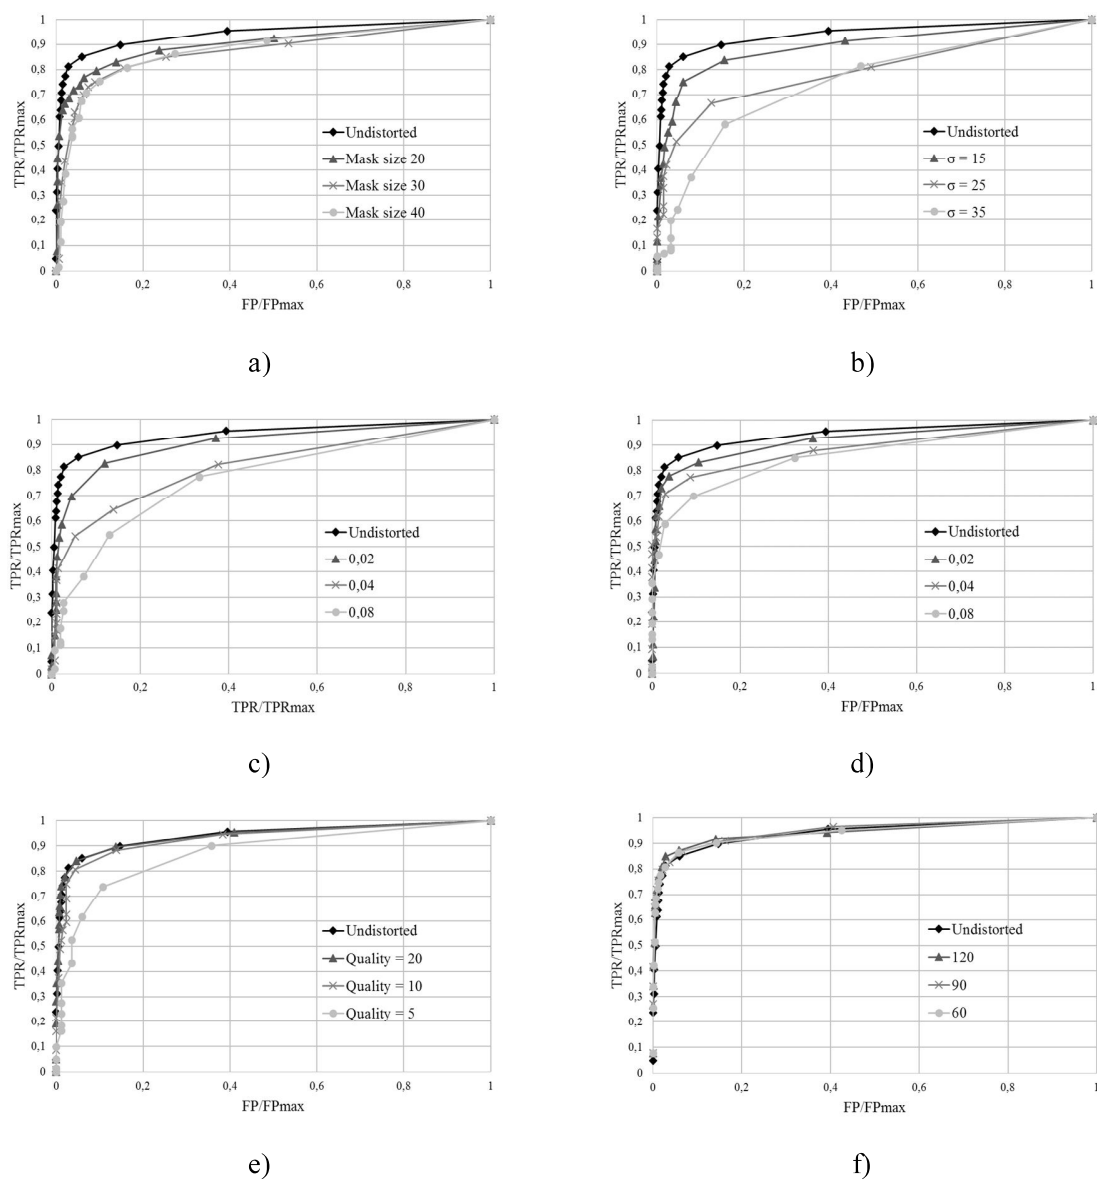 1
0,9
0,8
0,7
0,6
0,5
0,4
0,3
0,2
0,1
0
TPR/TPRmax
Undistorted
Mask size 20
Mask size 30
Mask size 40
0 0,2 0,4 0,6 0,8 1
FP/FPmax
a)
1
0,9
0,8
0,7
0,6
0,5
0,4
0,3
0,2
0,1
0
TPR/TPRmax
Undistorted
σ = 15
σ = 25
σ = 35
0 0,2 0,4 0,6 0,8 1
FP/FPmax
b)
1
0,9
0,8
0,7
0,6
0,5
0,4
0,3
0,2
0,1
0
TPR/TPRmax
Undistorted
0,02
0,04
0,08
0 0,2 0,4 0,6 0,8 1
TPR/TPRmax
c)
1
0,9
0,8
0,7
0,6
0,5
0,4
0,3
0,2
0,1
0
TPR/TPRmax
Undistorted
0,02
0,04
0,08
0 0,2 0,4 0,6 0,8 1
FP/FPmax
d)
1
0,9
0,8
0,7
0,6
0,5
0,4
0,3
0,2
0,1
0
TPR/TPRmax
Undistorted
Quality = 20
Quality = 10
Quality = 5
0 0,2 0,4 0,6 0,8 1
FP/FPmax
e)
1
0,9
0,8
0,7
0,6
0,5
0,4
0,3
0,2
0,1
0
TPR/TPRmax
Undistorted
120
90
60
0 0,2 0,4 0,6 0,8 1
FP/FPmax
f)